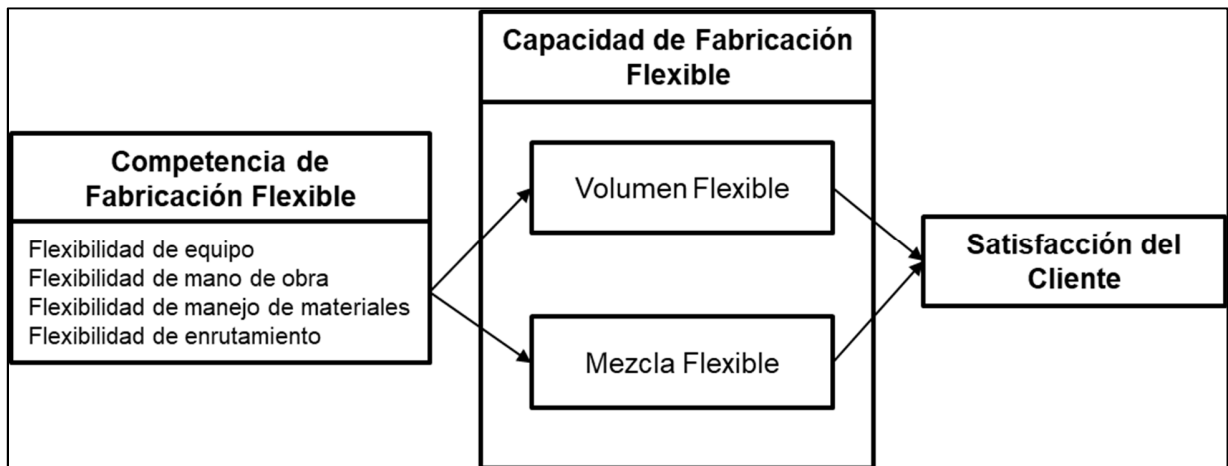 Capacidad de Fabricación
Flexible
Competencia de
Fabricación Flexible
Flexibilidad de equipo
Flexibilidad de mano de obra
Flexibilidad de manejo de materiales
Flexibilidad de enrutamiento
Volumen Flexible
Mezcla Flexible
Satisfacción del
Cliente